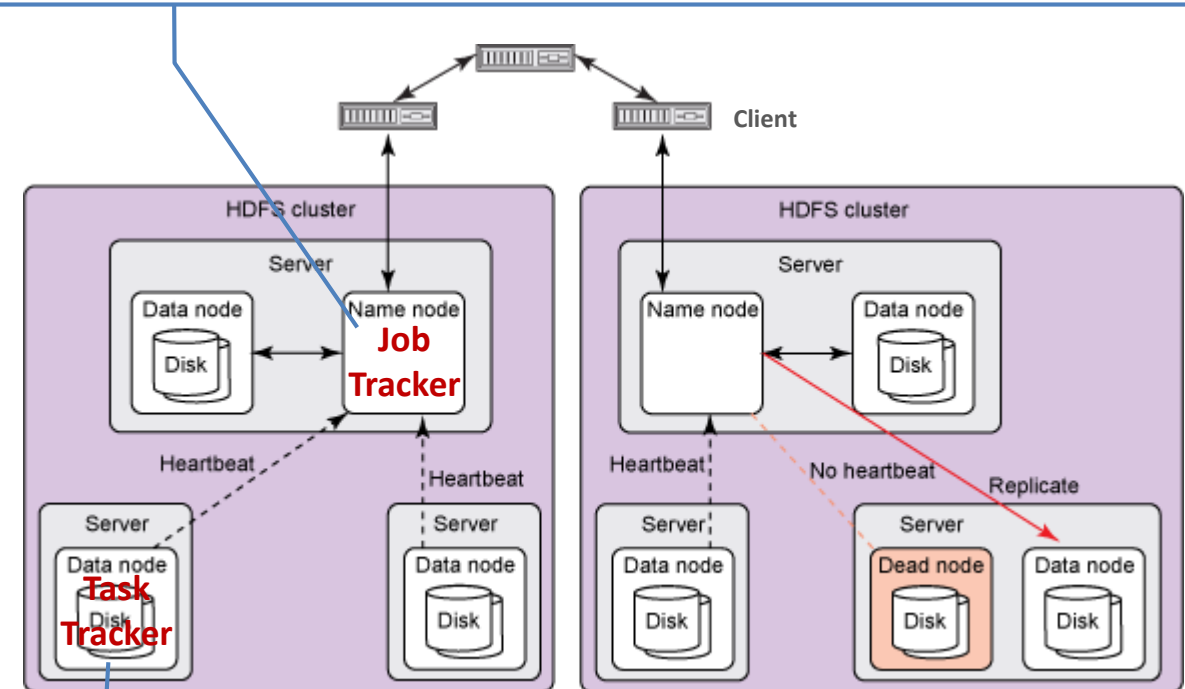 Client
HDFS cluster
Server
Data node
Disk
Name node
Job
Tracker
Heartbeat
Heartbeat
Server
Data node
Task
Disk
Tracker
Server
Data node
Disk
HDFS cluster
Server
Name node
Data node
Disk
Heartbeat
No heartbeat
Replicate
Server
Data node
Disk
Server
Dead node
Disk
Data node
Disk